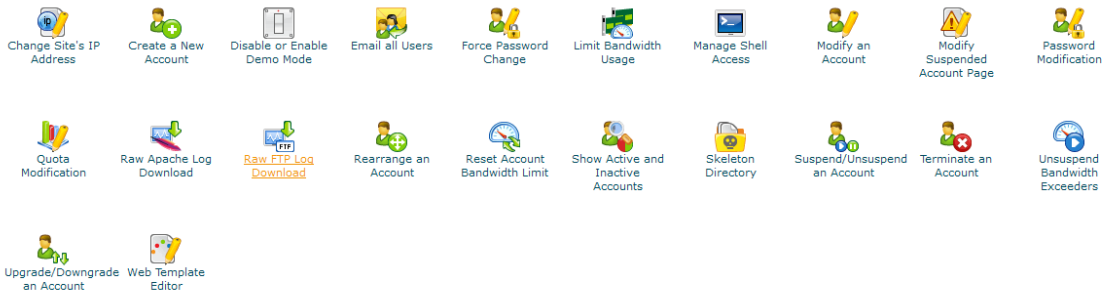 Change Site's IP Address
Create a New Account
Disable or Enable Demo Mode
Email all Users
Force Password Change
Limit Bandwidth Usage
Manage Shell Access
Modify an Account
Modify Suspended Account Page
Password Modification
Quota Modification
Raw Apache Log Download
Raw FTP Log Download
Rearrange an Account
Reset Account Bandwidth Limit
Show Active and Inactive Accounts
Skeleton Directory
Suspend/Unsuspend an Account
Terminate an Account
Unsuspend Bandwidth Exceeders
Upgrade/Downgrade an Account
Web Template Editor